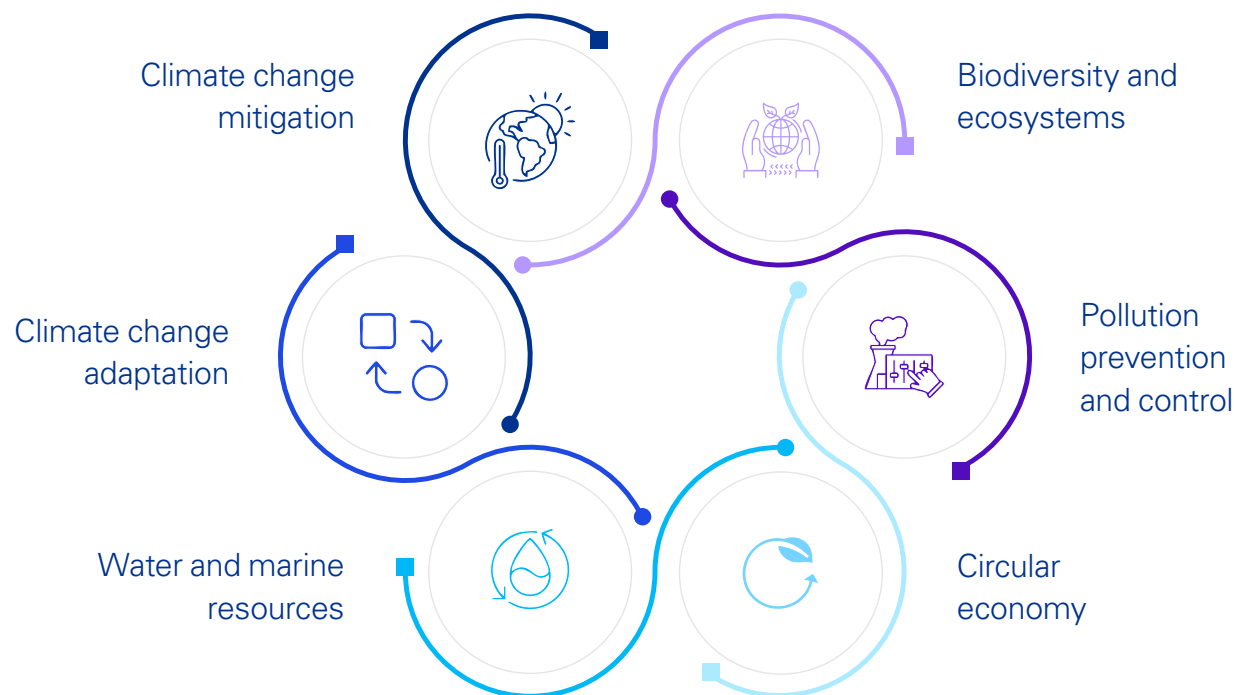 Climate change
mitigation
Biodiversity and
ecosystems
Climate change
adaptation
Pollution
prevention
and control
Water and marine
resources
Circular
economy